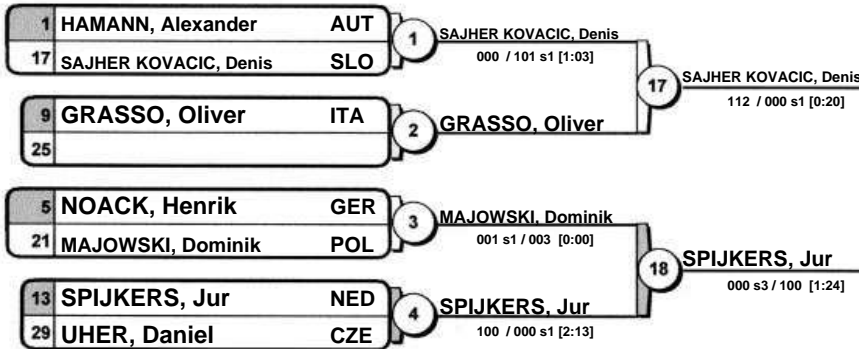 1 HAMANN, Alexander AUT
17 SAJHER KOVACIC, Denis SLO
1
SAJHER KOVACIC, Denis
000 / 101 s1 [1:03]
17
SAJHER KOVACIC, Denis
112 / 000 s1 [0:20]
9 GRASSO, Oliver ITA
25
2
GRASSO, Oliver
5 NOACK, Henrik GER
21 MAJOWSKI, Dominik POL
3
MAJOWSKI, Dominik
001 s1 / 003 [0:00]
18
SPIJKERS, Jur
000 s3 / 100 [1:24]
13 SPIJKERS, Jur NED
29 UHER, Daniel CZE
4
SPIJKERS, Jur
100 / 000 s1 [2:13]